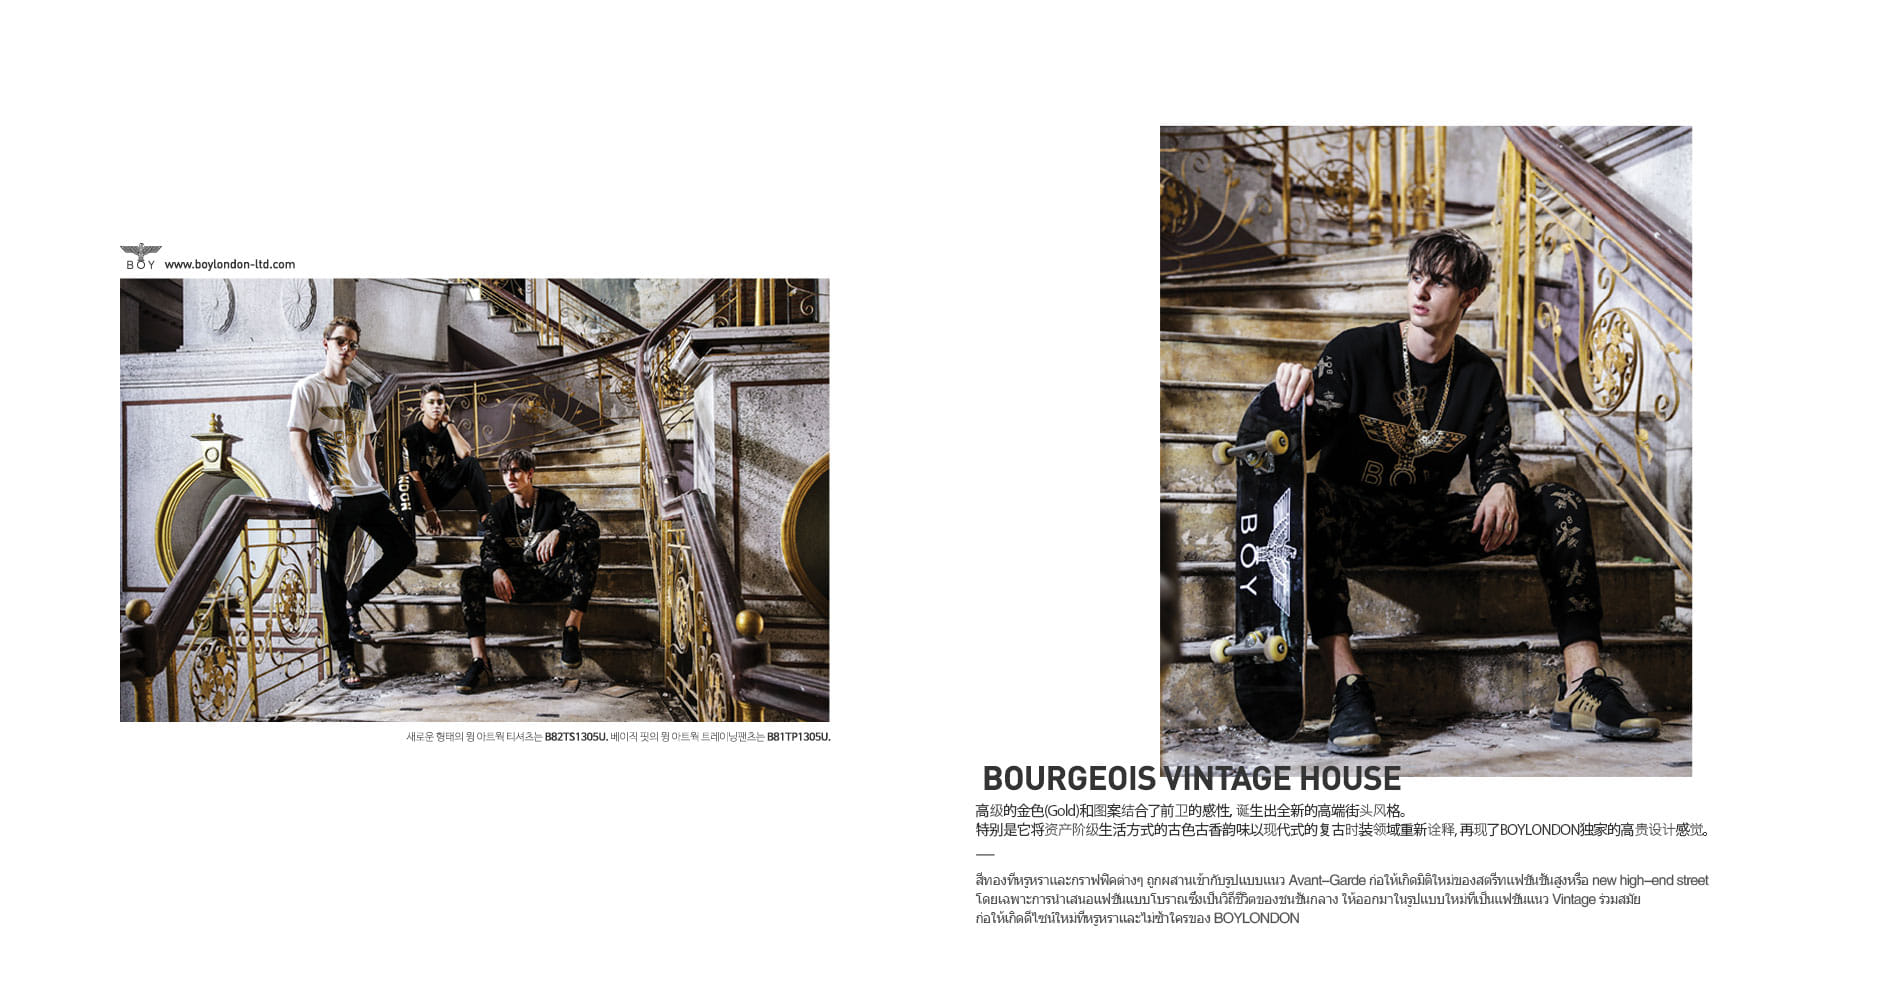 BOY www.boylondon-ltd.com
BOY
새로운 형태의 윙 아트웍 티셔츠는 B82TS1305U. 베이직 핏의 윙 아트웍 트레이닝팬츠는 B81TP1305U.
BOY
BOY
BOY
BOURGEOIS VINTAGE HOUSE
高级的金色(Gold)和图案结合了前卫的感性, 诞生出全新的高端街头风格。
特别是它将资产阶级生活方式的古色古香韵味以现代式的复古时装领域重新诠释, 再现了BOYLONDON独家的高贵设计感觉。
สีทองที่หรูหราและกราฟฟิคต่างๆ ถูกผสานเข้ากับรูปแบบแนว Avant-Garde ก่อให้เกิดมิติใหม่ของสตรีทแฟชั่นชั้นสูงหรือ new high-end street
โดยเฉพาะการนำเสนอแฟชั่นแบบโบราณซึ่งเป็นวิถีชีวิตของชนชั้นกลาง ให้ออกมาในรูปแบบใหม่ที่เป็นแฟชั่นแนว Vintage ร่วมสมัย
ก่อให้เกิดดีไซน์ใหม่ที่หรูหราและไม่ซ้ำใครของ BOYLONDON